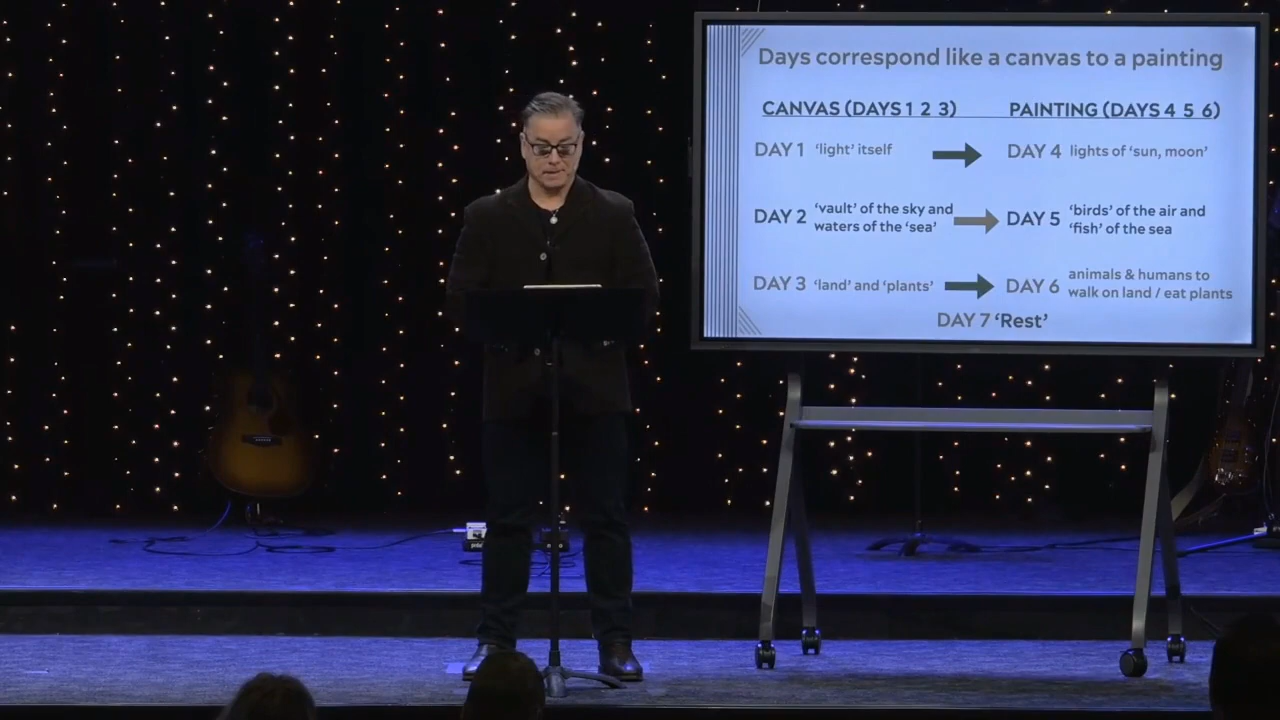 Days correspond like a canvas to a painting
CANVAS (DAYS 1 2 3) PAINTING (DAYS 4 5 6)
DAY 1 ‘light’ itself DAY 4 lights of ‘sun, moon’
DAY 2 ‘vault’ of the sky and
waters of the ‘sea’ DAY 5 ‘birds’ of the air and
‘fish’ of the sea
DAY 3 ‘land’ and ‘plants’ DAY 6 animals & humans to
walk on land / eat plants
DAY 7 ‘Rest’